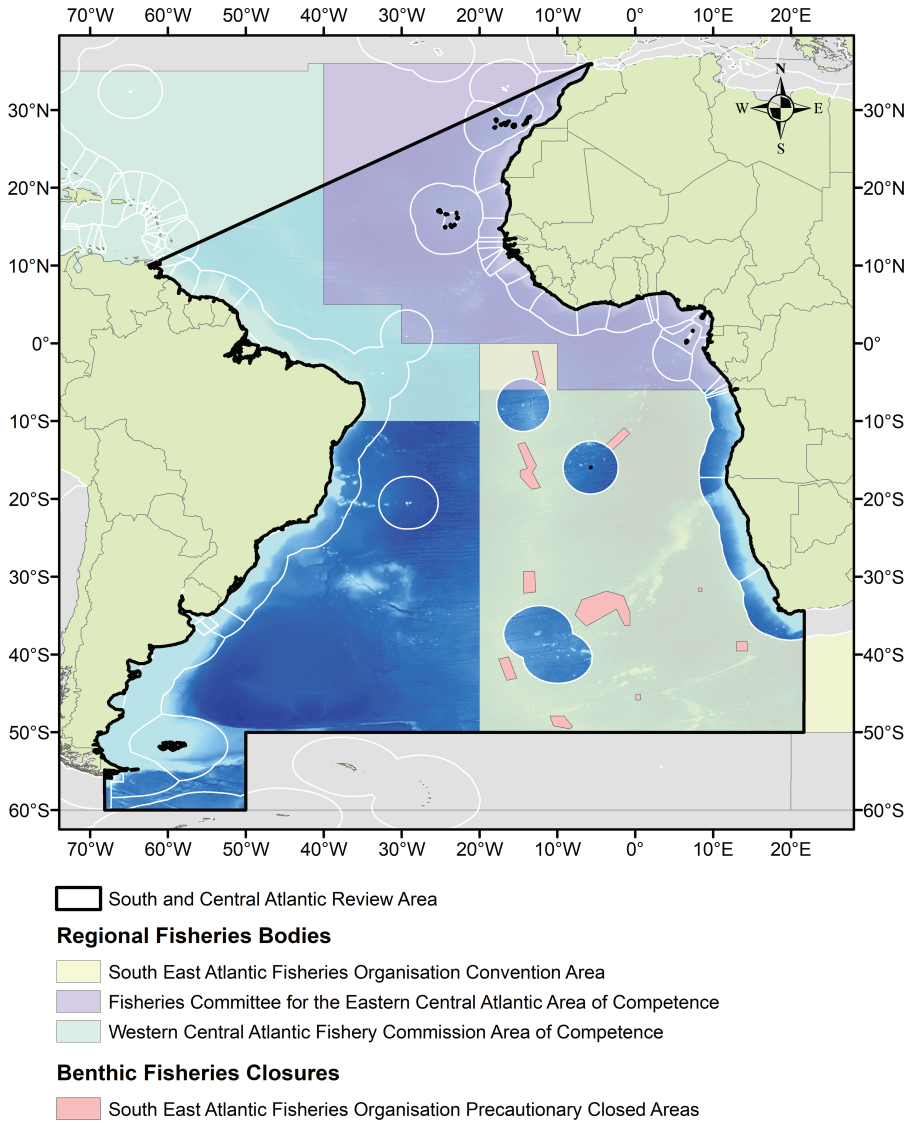 70°W 60°W 50°W 40°W 30°W 20°W 10°W 0° 10°E 20°E
N
W E
S
30°N 30°N
20°N 20°N
10°N 10°N
0° 0°
10°S 10°S
20°S 20°S
30°S 30°S
40°S 40°S
50°S 50°S
60°S 60°S
70°W 60°W 50°W 40°W 30°W 20°W 10°W 0° 10°E 20°E
South and Central Atlantic Review Area
Regional Fisheries Bodies
South East Atlantic Fisheries Organisation Convention Area
Fisheries Committee for the Eastern Central Atlantic Area of Competence
Western Central Atlantic Fishery Commission Area of Competence
Benthic Fisheries Closures
South East Atlantic Fisheries Organisation Precautionary Closed Areas